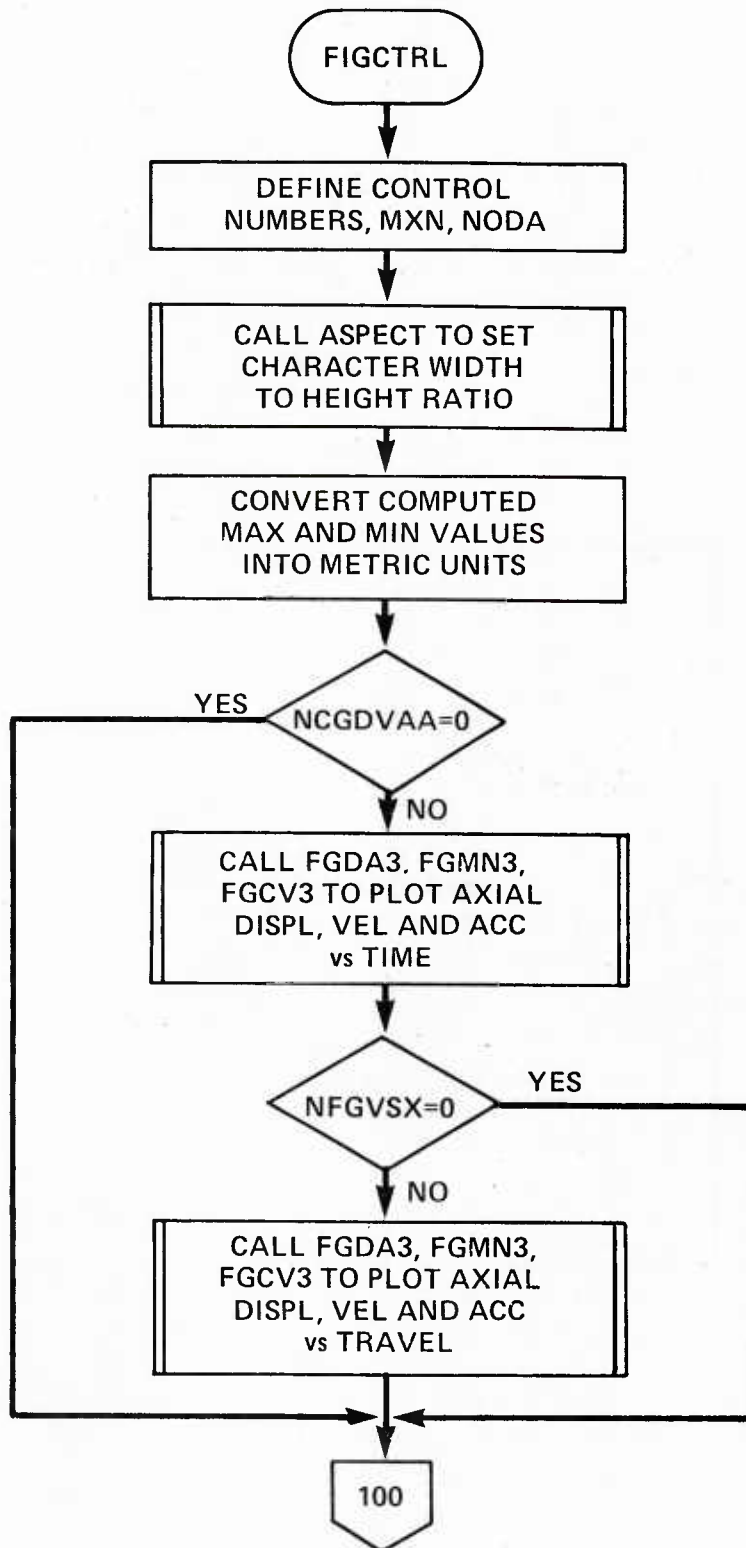 FIGCTRL
DEFINE CONTROL
NUMBERS, MXN, NODA
CALL ASPECT TO SET
CHARACTER WIDTH
TO HEIGHT RATIO
CONVERT COMPUTED
MAX AND MIN VALUES
INTO METRIC UNITS
YES
NCGDVAA=0
NO
CALL FGDA3, FGMN3,
FGCV3 TO PLOT AXIAL
DISPL, VEL AND ACC
vs TIME
YES
NFGVSX=0
NO
CALL FGDA3, FGMN3,
FGCV3 TO PLOT AXIAL
DISPL, VEL AND ACC
vs TRAVEL
100